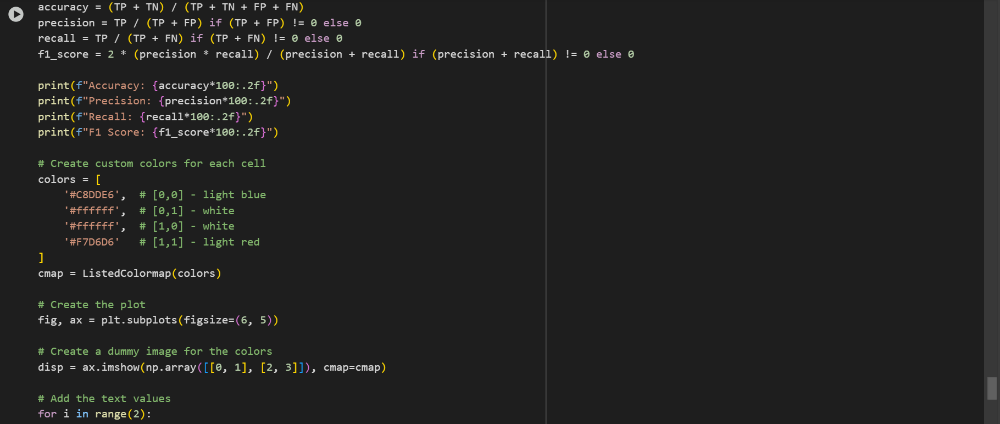 accuracy = (TP + TN) / (TP + TN + FP + FN)
precision = TP / (TP + FP) if (TP + FP) != 0 else 0
recall = TP / (TP + FN) if (TP + FN) != 0 else 0
f1_score = 2 * (precision * recall) / (precision + recall) if (precision + recall) != 0 else 0

print(f"Accuracy: {accuracy*100:.2f}")
print(f"Precision: {precision*100:.2f}")
print(f"Recall: {recall*100:.2f}")
print(f"F1 Score: {f1_score*100:.2f}")

# Create custom colors for each cell
colors = [
    '#C8DDE6',  # [0,0] - light blue
    '#ffffff',  # [0,1] - white
    '#ffffff',  # [1,0] - white
    '#F7D6D6'   # [1,1] - light red
]
cmap = ListedColormap(colors)

# Create the plot
fig, ax = plt.subplots(figsize=(6, 5))

# Create a dummy image for the colors
disp = ax.imshow(np.array([[0, 1], [2, 3]]), cmap=cmap)

# Add the text values
for i in range(2):